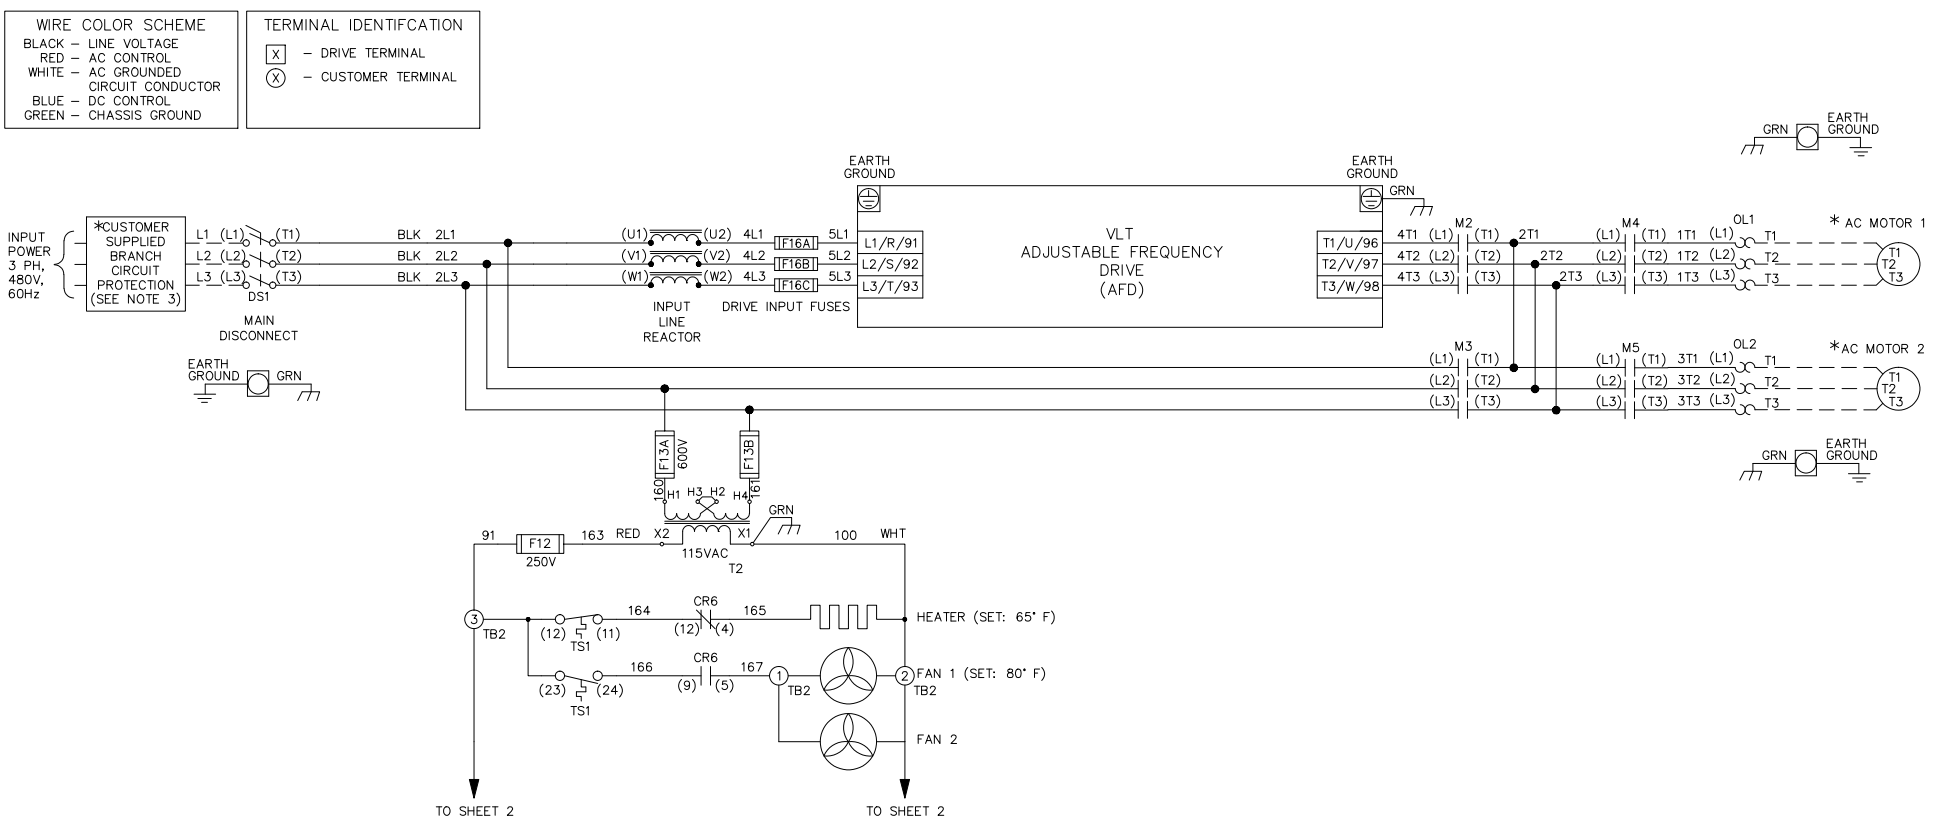 WIRE COLOR SCHEME
BLACK – LINE VOLTAGE
RED – AC CONTROL
WHITE – AC GROUNDED
CIRCUIT CONDUCTOR
BLUE – DC CONTROL
GREEN – CHASSIS GROUND
TERMINAL IDENTIFCATION
X – DRIVE TERMINAL
X – CUSTOMER TERMINAL
GRN
EARTH
GROUND
INPUT
POWER
3 PH,
480V,
60Hz
*CUSTOMER
SUPPLIED
BRANCH
CIRCUIT
PROTECTION
(SEE NOTE 3)
L1 (L1) (T1) BLK 2L1
L2 (L2) (T2) BLK 2L2
L3 (L3) (T3) BLK 2L3
DS1
MAIN
DISCONNECT
EARTH
GROUND
GRN
(U1) (U2) 4L1 F16A 5L1
(V1) (V2) 4L2 F16B 5L2
(W1) (W2) 4L3 F16C 5L3
INPUT
LINE
REACTOR
DRIVE INPUT FUSES
EARTH
GROUND
L1/R/91
L2/S/92
L3/T/93
VLT
ADJUSTABLE FREQUENCY
DRIVE
(AFD)
EARTH
GROUND
GRN
T1/U/96
T2/V/97
T3/W/98
M2
4T1 (L1) (T1) 2T1
4T2 (L2) (T2) 2T2
4T3 (L3) (T3) 2T3
M4
OL1
(L1) (T1) 1T1 (L1) T1
(L2) (T2) 1T2 (L2) T2
(L3) (T3) 1T3 (L3) T3
* AC MOTOR 1
T1
T2
T3
M3
(L1) (T1)
(L2) (T2)
(L3) (T3)
M5
OL2
(L1) (T1) 3T1 (L1) T1
(L2) (T2) 3T2 (L2) T2
(L3) (T3) 3T3 (L3) T3
*AC MOTOR 2
T1
T2
T3
GRN
EARTH
GROUND
F13A
600V
F13B
160
161
H1 H3 H2 H4
GRN
91 F12 163 RED X2 X1 100 WHT
250V
115VAC
T2
3
TB2
164 CR6 165
(12) (11) (12) (4)
TS1
HEATER (SET: 65° F)
166 CR6 167
(23) (24) (9) (5)
TS1
1
TB2
2
TB2
FAN 1 (SET: 80° F)
FAN 2
TO SHEET 2
TO SHEET 2